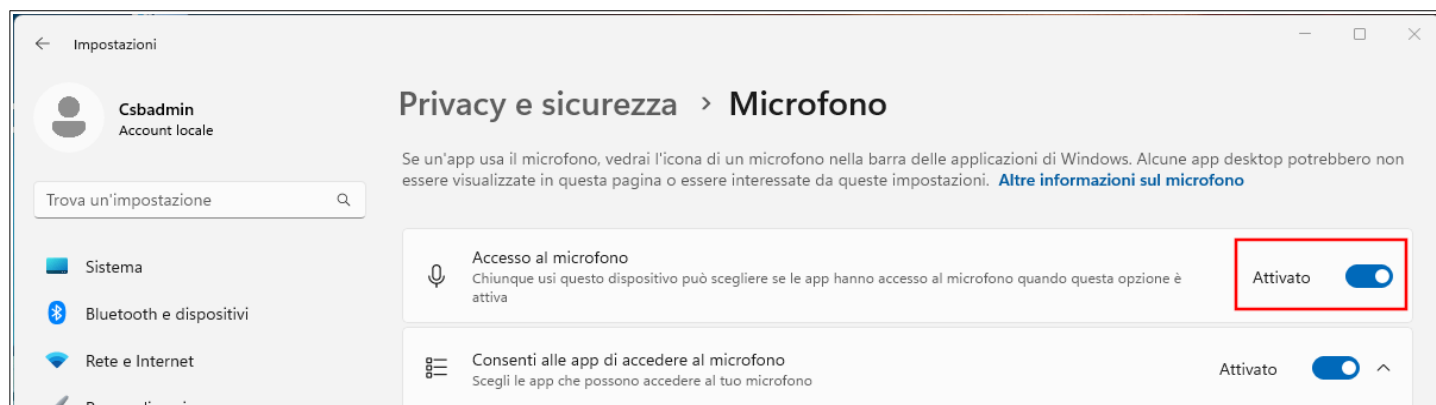 Impostazioni
Csbadmin
Account locale
Trova un'impostazione
Sistema
Bluetooth e dispositivi
Rete e Internet
Privacy e sicurezza > Microfono
Se un'app usa il microfono, vedrai l'icona di un microfono nella barra delle applicazioni di Windows. Alcune app desktop potrebbero non
essere visualizzate in questa pagina o essere interessate da queste impostazioni. Altre informazioni sul microfono
Accesso al microfono
Chiunque usi questo dispositivo può scegliere se le app hanno accesso al microfono quando questa opzione è
attiva
Attivato
Consenti alle app di accedere al microfono
Scegli le app che possono accedere al tuo microfono
Attivato